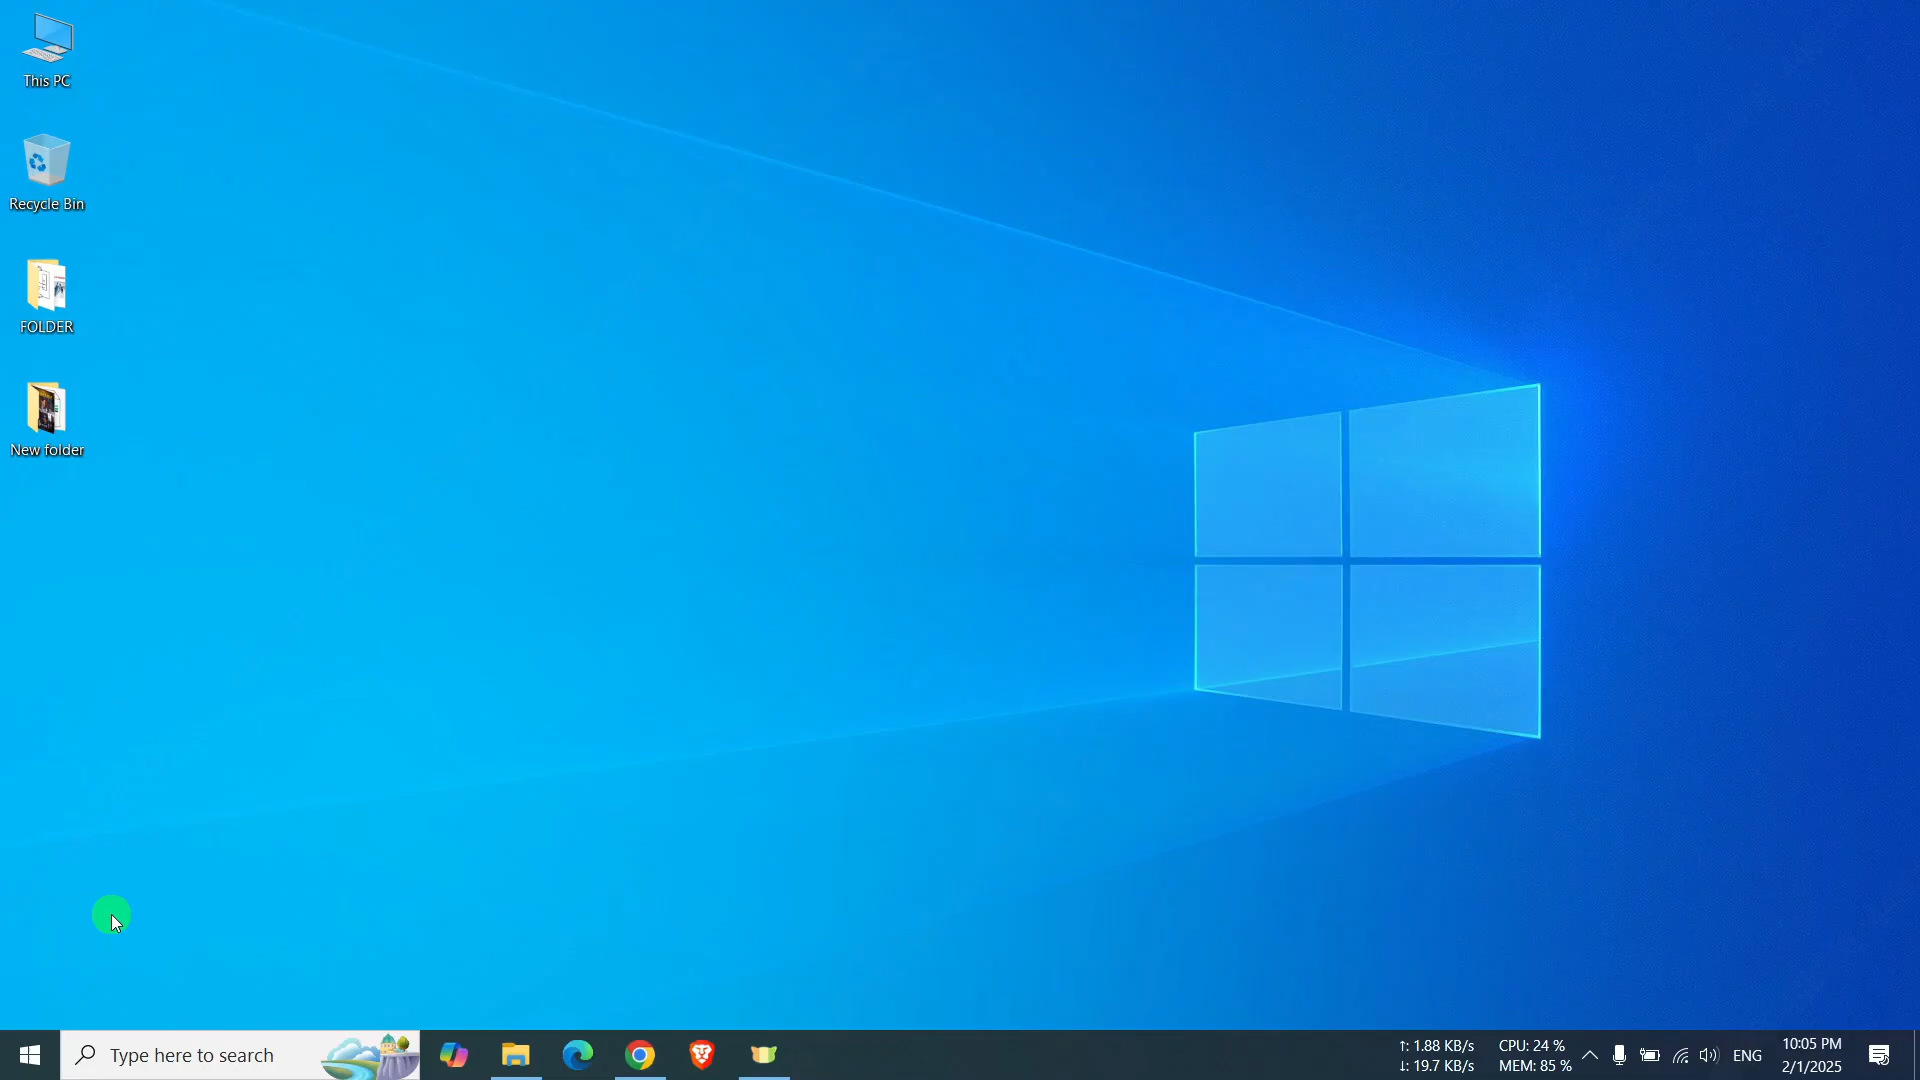 This PC
Recycle Bin
FOLDER
New folder
Type here to search
↑: 1.88 KB/s
↓: 19.7 KB/s
CPU: 24 %
MEM: 85 %
ENG
10:05 PM
2/1/2025